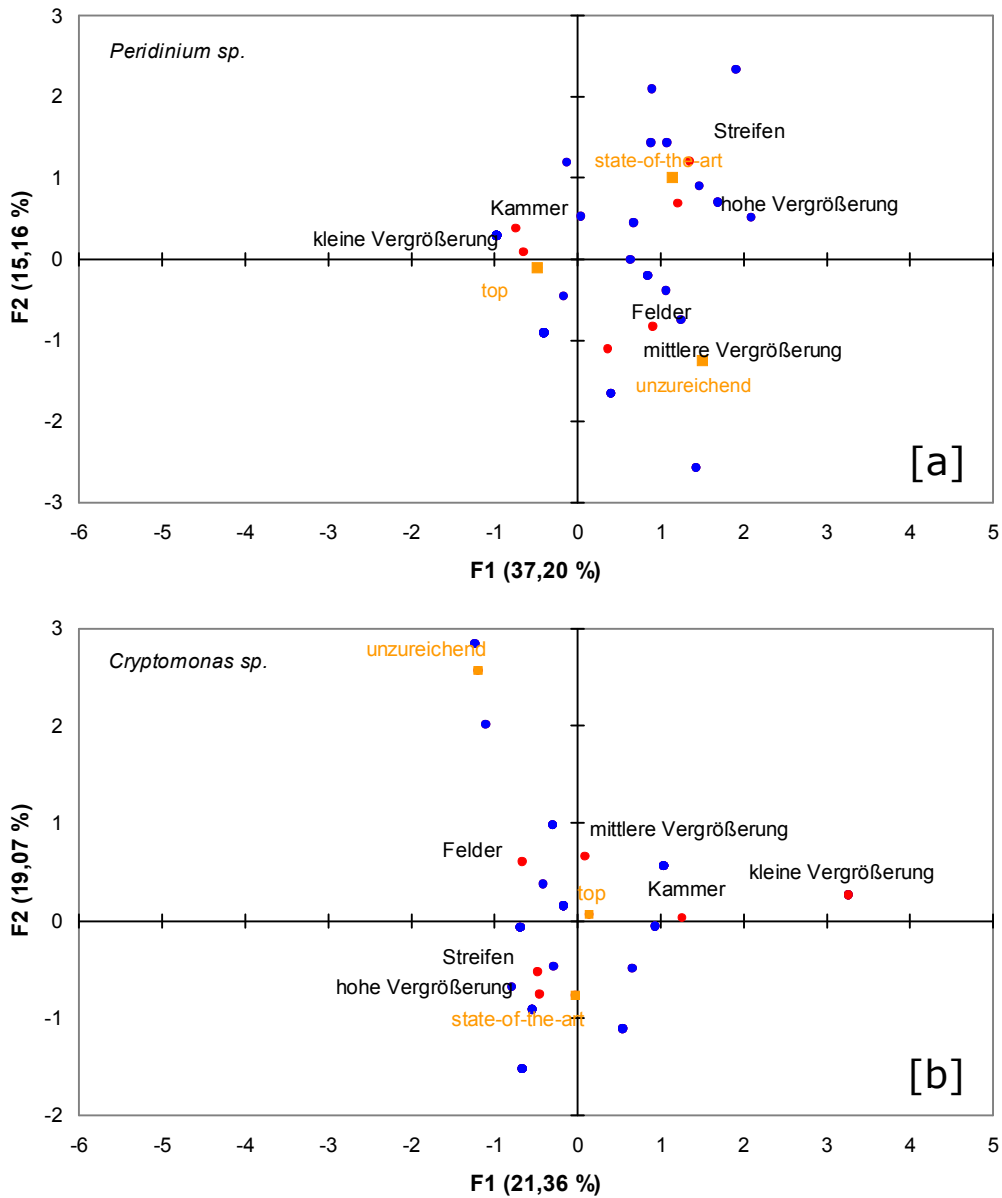 3
Peridinium sp.
2
Streifen
state-of-the-art
1
Kammer
hohe Vergrößerung
kleine Vergrößerung
0
top
Felder
-1
mittlere Vergrößerung
unzureichend
-2
[a]
-3
-6 -5 -4 -3 -2 -1 0 1 2 3 4 5
F2 (15,16 %)
F1 (37,20 %)
3
unzureichend
Cryptomonas sp.
2
1
mittlere Vergrößerung
Felder
kleine Vergrößerung
Kammer
top
0
Streifen
hohe Vergrößerung
-1
state-of-the-art
[b]
-2
-6 -5 -4 -3 -2 -1 0 1 2 3 4 5
F2 (19,07 %)
F1 (21,36 %)